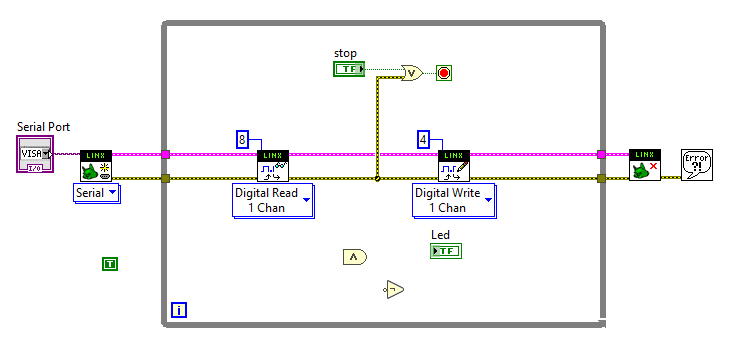 stop
TF
V
Serial Port
VISA
I/O
8
4
LINX
LINX
LINX
LINX
Error
?!
Serial
Digital Read
1 Chan
Digital Write
1 Chan
Led
TF
T
Λ
¬
i